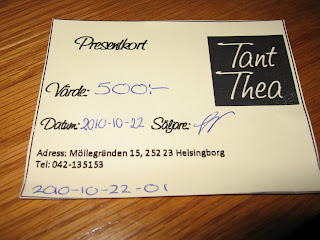 Presentkort
Tant
Thea
Värde: 500:-
Datum: 2010-10-22 Säljare:
Adress: Möllegränden 15, 252 23 Helsingborg
Tel: 042-135153
2010-10-22-01